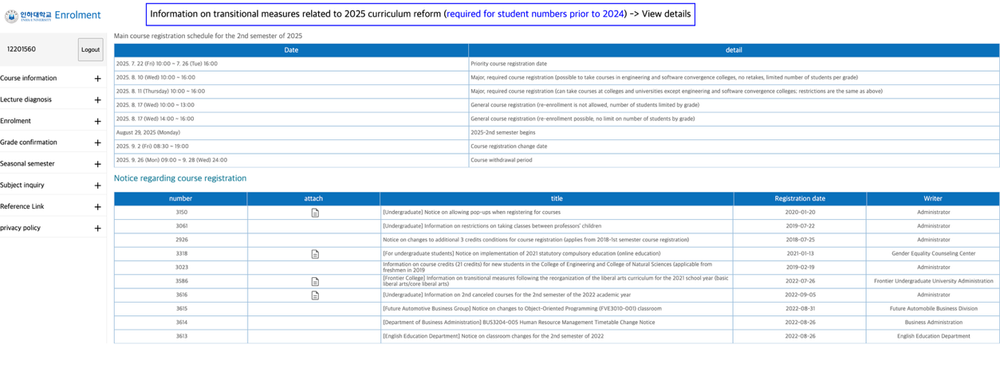 인하대학교 Enrolment
INHA UNIVERSITY
Information on transitional measures related to 2025 curriculum reform (required for student numbers prior to 2024) -> View details
12201560 Logout
Course information +
Lecture diagnosis +
Enrolment +
Grade confirmation +
Seasonal semester +
Subject inquiry +
Reference Link +
privacy policy +
Main course registration schedule for the 2nd semester of 2025
Date detail
2025. 7. 22 (Fri) 10:00 ~ 7. 26 (Tue) 16:00 Priority course registration date
2025. 8. 10 (Wed) 10:00 ~ 16:00 Major, required course registration (possible to take courses in engineering and software convergence colleges, no retakes, limited number of students per grade)
2025. 8. 11 (Thursday) 10:00 ~ 16:00 Major, required course registration (can take courses at colleges and universities except engineering and software convergence colleges; restrictions are the same as above)
2025. 8. 17 (Wed) 10:00 ~ 13:00 General course registration (re-enrollment is not allowed, number of students limited by grade)
2025. 8. 17 (Wed) 14:00 ~ 16:00 General course registration (re-enrollment possible, no limit on number of students by grade)
August 29, 2025 (Monday) 2025-2nd semester begins
2025. 9. 2 (Fri) 08:30 ~ 19:00 Course registration change date
2025. 9. 26 (Mon) 09:00 ~ 9. 28 (Wed) 24:00 Course withdrawal period
Notice regarding course registration
number attach title Registration date Writer
3150 [Undergraduate] Notice on allowing pop-ups when registering for courses 2020-01-20 Administrator
3061 [Undergraduate] Information on restrictions on taking classes between professors' children 2019-07-22 Administrator
2926 Notice on changes to additional 3 credits conditions for course registration (applies from 2018-1st semester course registration) 2018-07-25 Administrator
3318 [For undergraduate students] Notice on implementation of 2021 statutory compulsory education (online education) 2021-01-13 Gender Equality Counseling Center
3023 Information on course credits (21 credits) for new students in the College of Engineering and College of Natural Sciences (applicable from 2019-02-19 Administrator
freshmen in 2019
3586 [Frontier College] Information on transitional measures following the reorganization of the liberal arts curriculum for the 2021 school year (basic 2022-07-26 Frontier Undergraduate University Administration
liberal arts/core liberal arts)
3616 [Undergraduate] Information on 2nd canceled courses for the 2nd semester of the 2022 academic year 2022-09-05 Administrator
3615 [Future Automotive Business Group] Notice on changes to Object-Oriented Programming (FVE3010-001) classroom 2022-08-31 Future Automobile Business Division
3614 [Department of Business Administration] BUS3204-005 Human Resource Management Timetable Change Notice 2022-08-26 Business Administration
3613 [English Education Department] Notice on classroom changes for the 2nd semester of 2022 2022-08-26 English Education Department